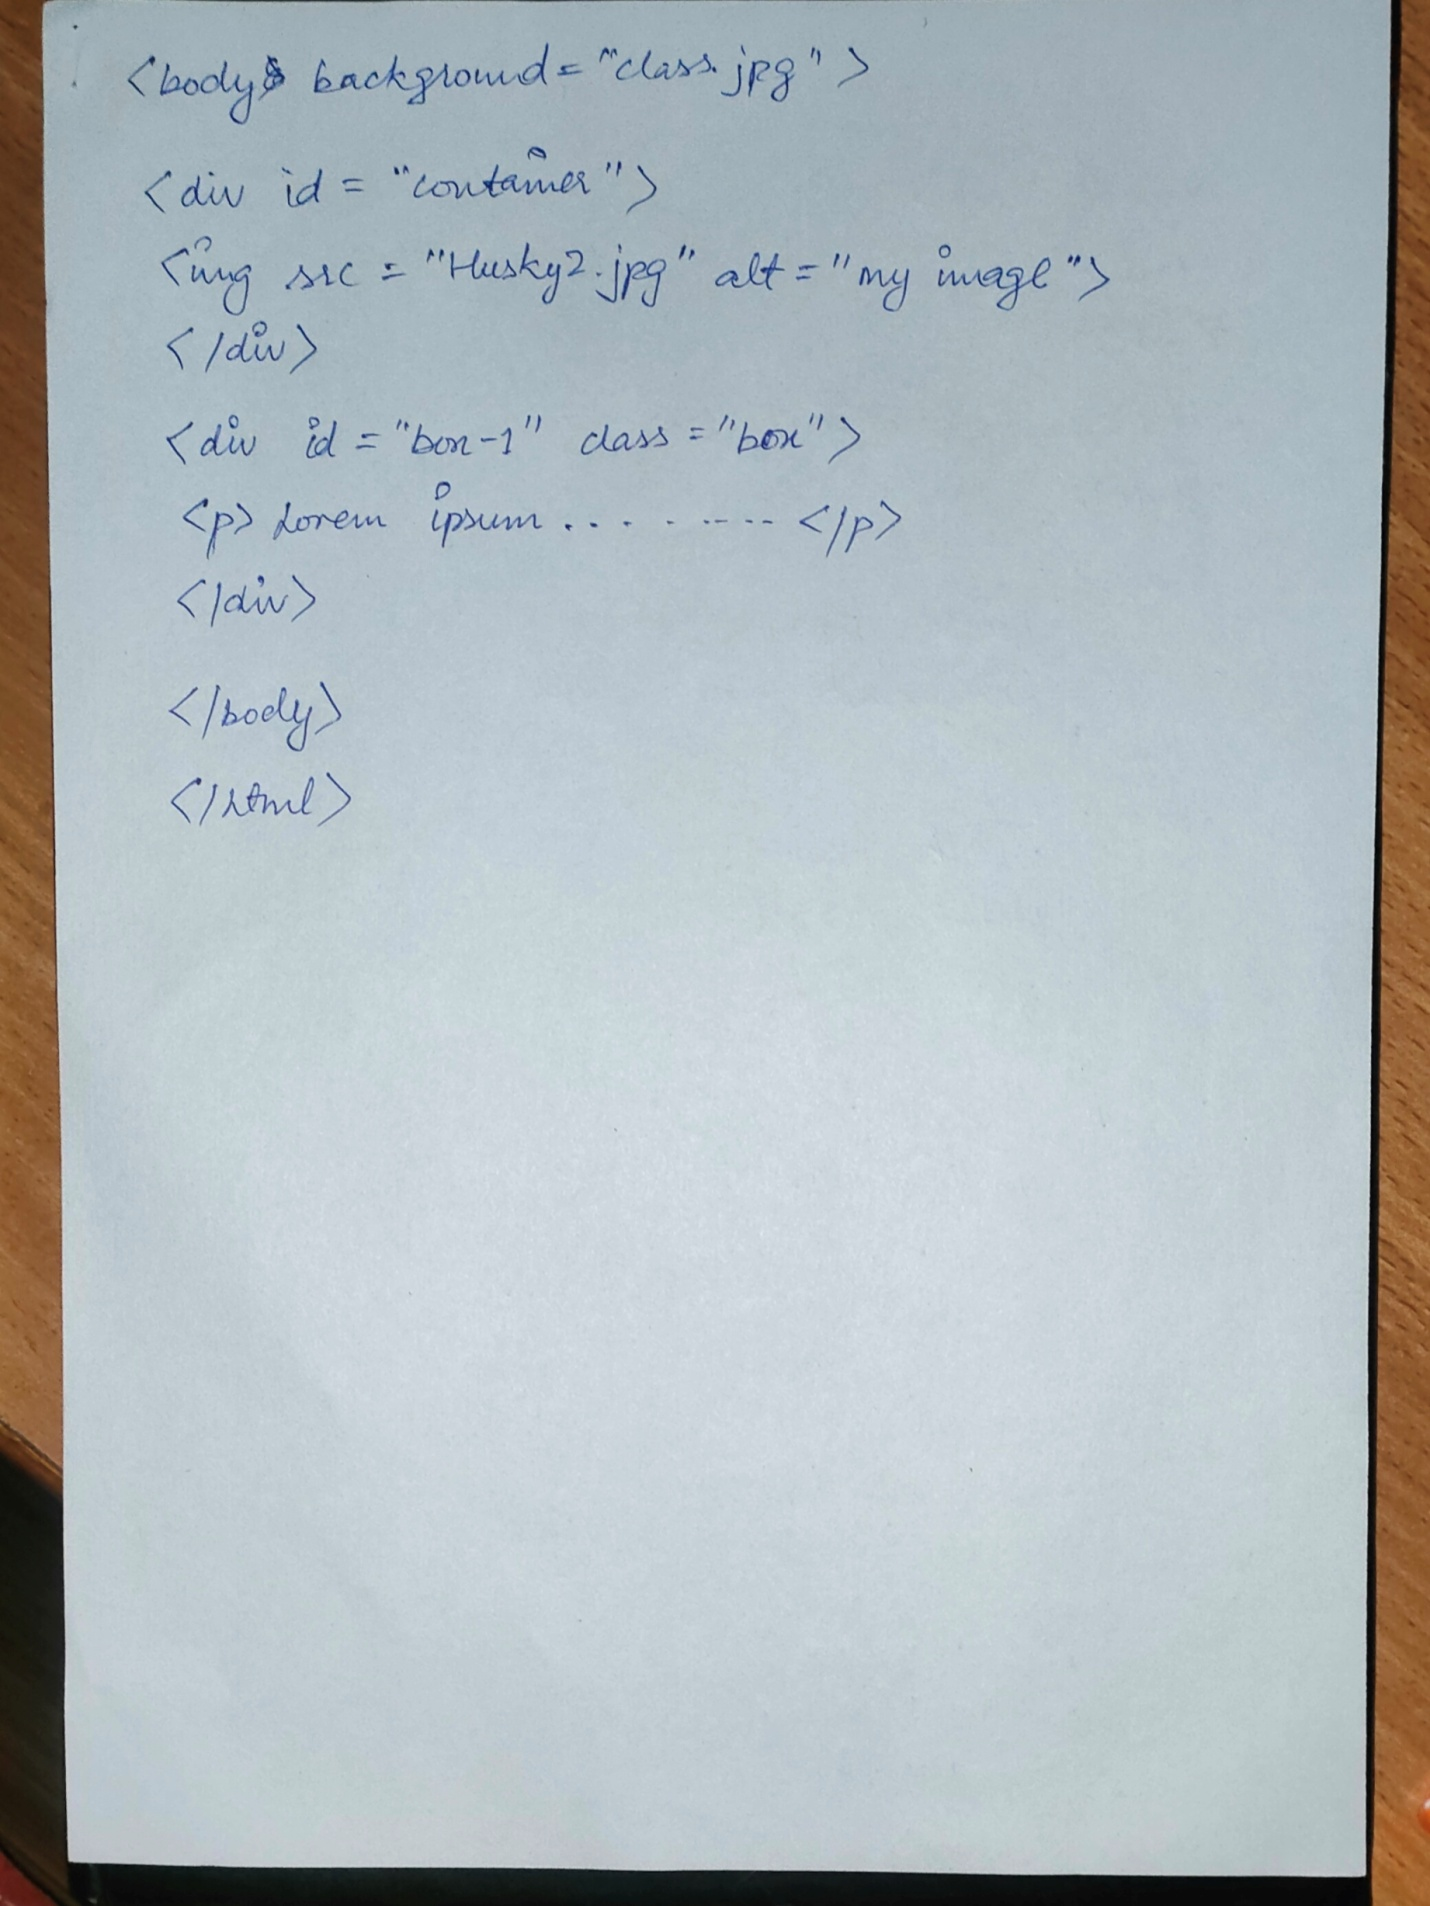 <body background="class.jpg">
<div id = "container">
<img src = "Husky2.jpg" alt = "my image">
</div>
<div id = "box-1" class = "box">
<p> Lorem ipsum ... . .---- </p>
</div>
</body>
</html>